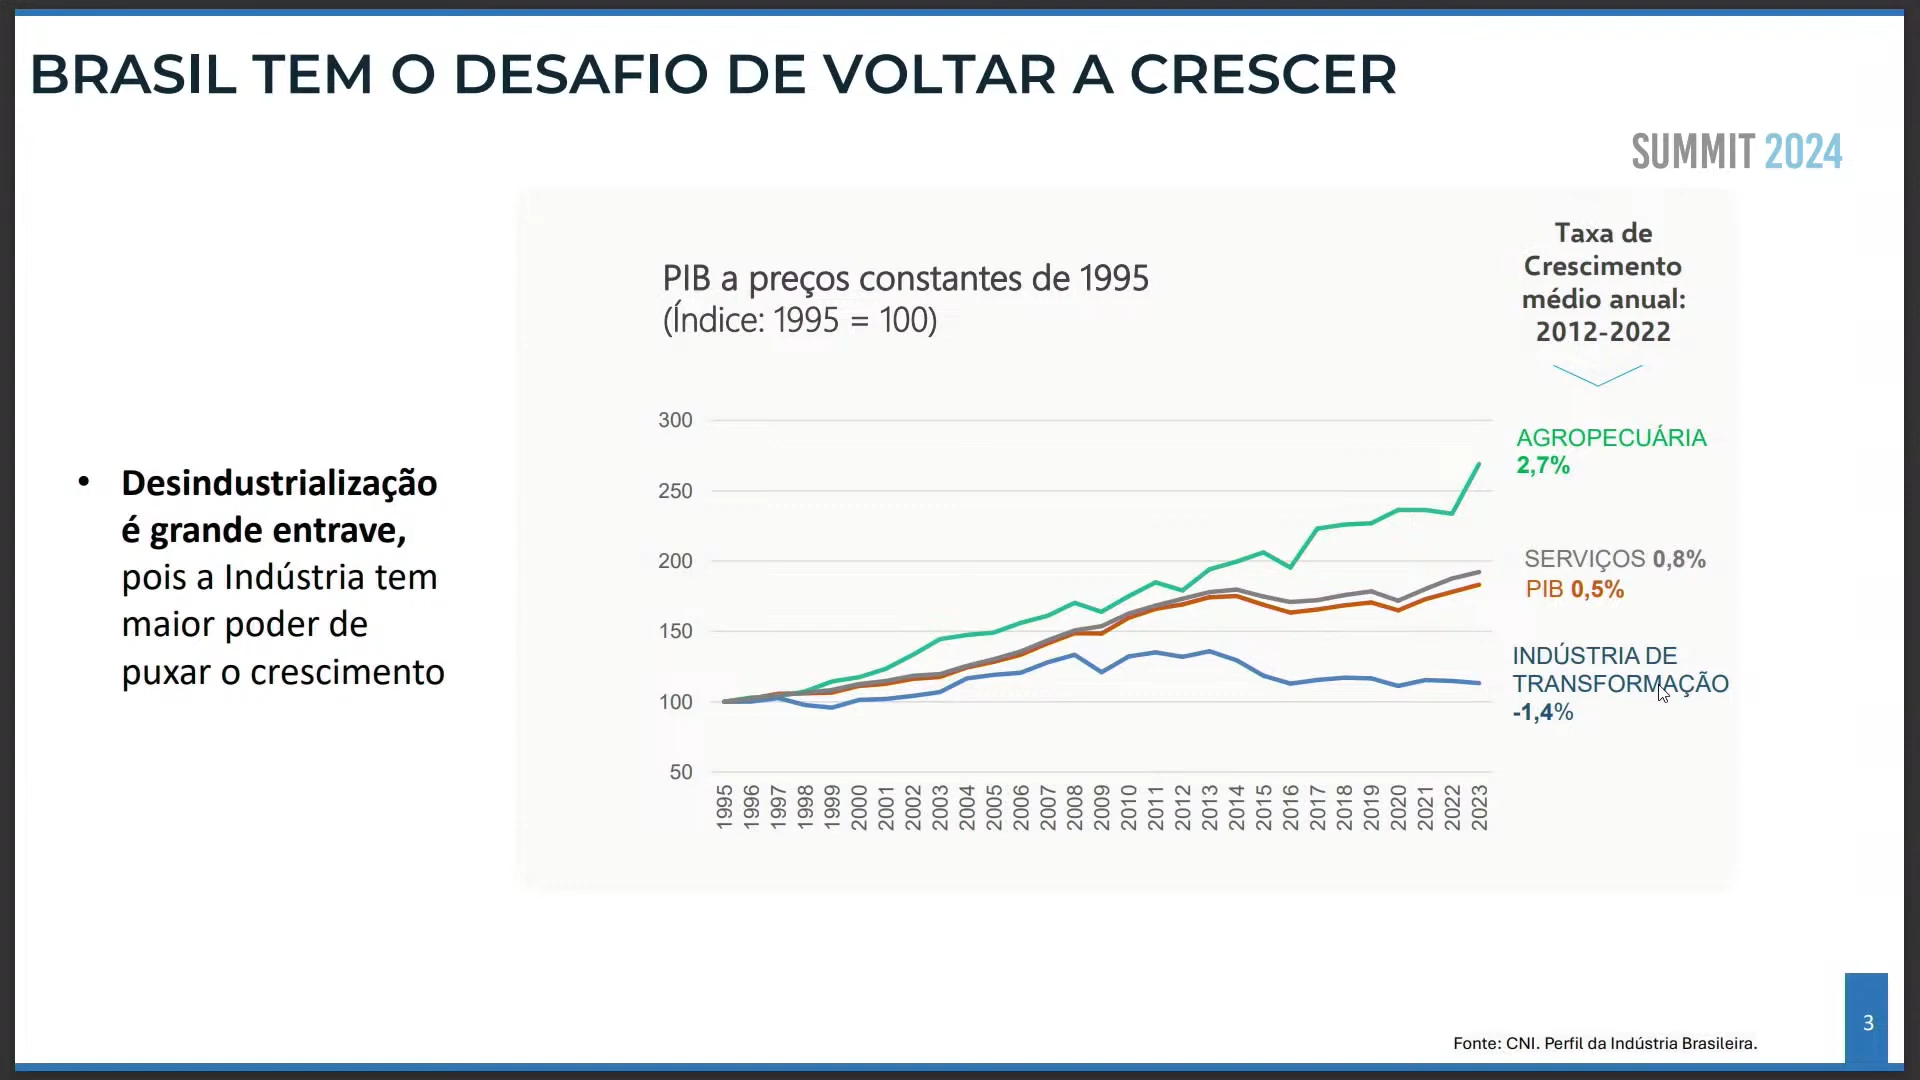 BRASIL TEM O DESAFIO DE VOLTAR A CRESCER
SUMMIT 2024
• Desindustrialização
é grande entrave,
pois a Indústria tem
maior poder de
puxar o crescimento
PIB a preços constantes de 1995
(Índice: 1995 = 100)
Taxa de
Crescimento
médio anual:
2012-2022
300
250
200
150
100
50
1995
1996
1997
1998
1999
2000
2001
2002
2003
2004
2005
2006
2007
2008
2009
2010
2011
2012
2013
2014
2015
2016
2017
2018
2019
2020
2021
2022
2023
AGROPECUÁRIA
2,7%
SERVIÇOS 0,8%
PIB 0,5%
INDÚSTRIA DE
TRANSFORMAÇÃO
-1,4%
Fonte: CNI. Perfil da Indústria Brasileira.
3